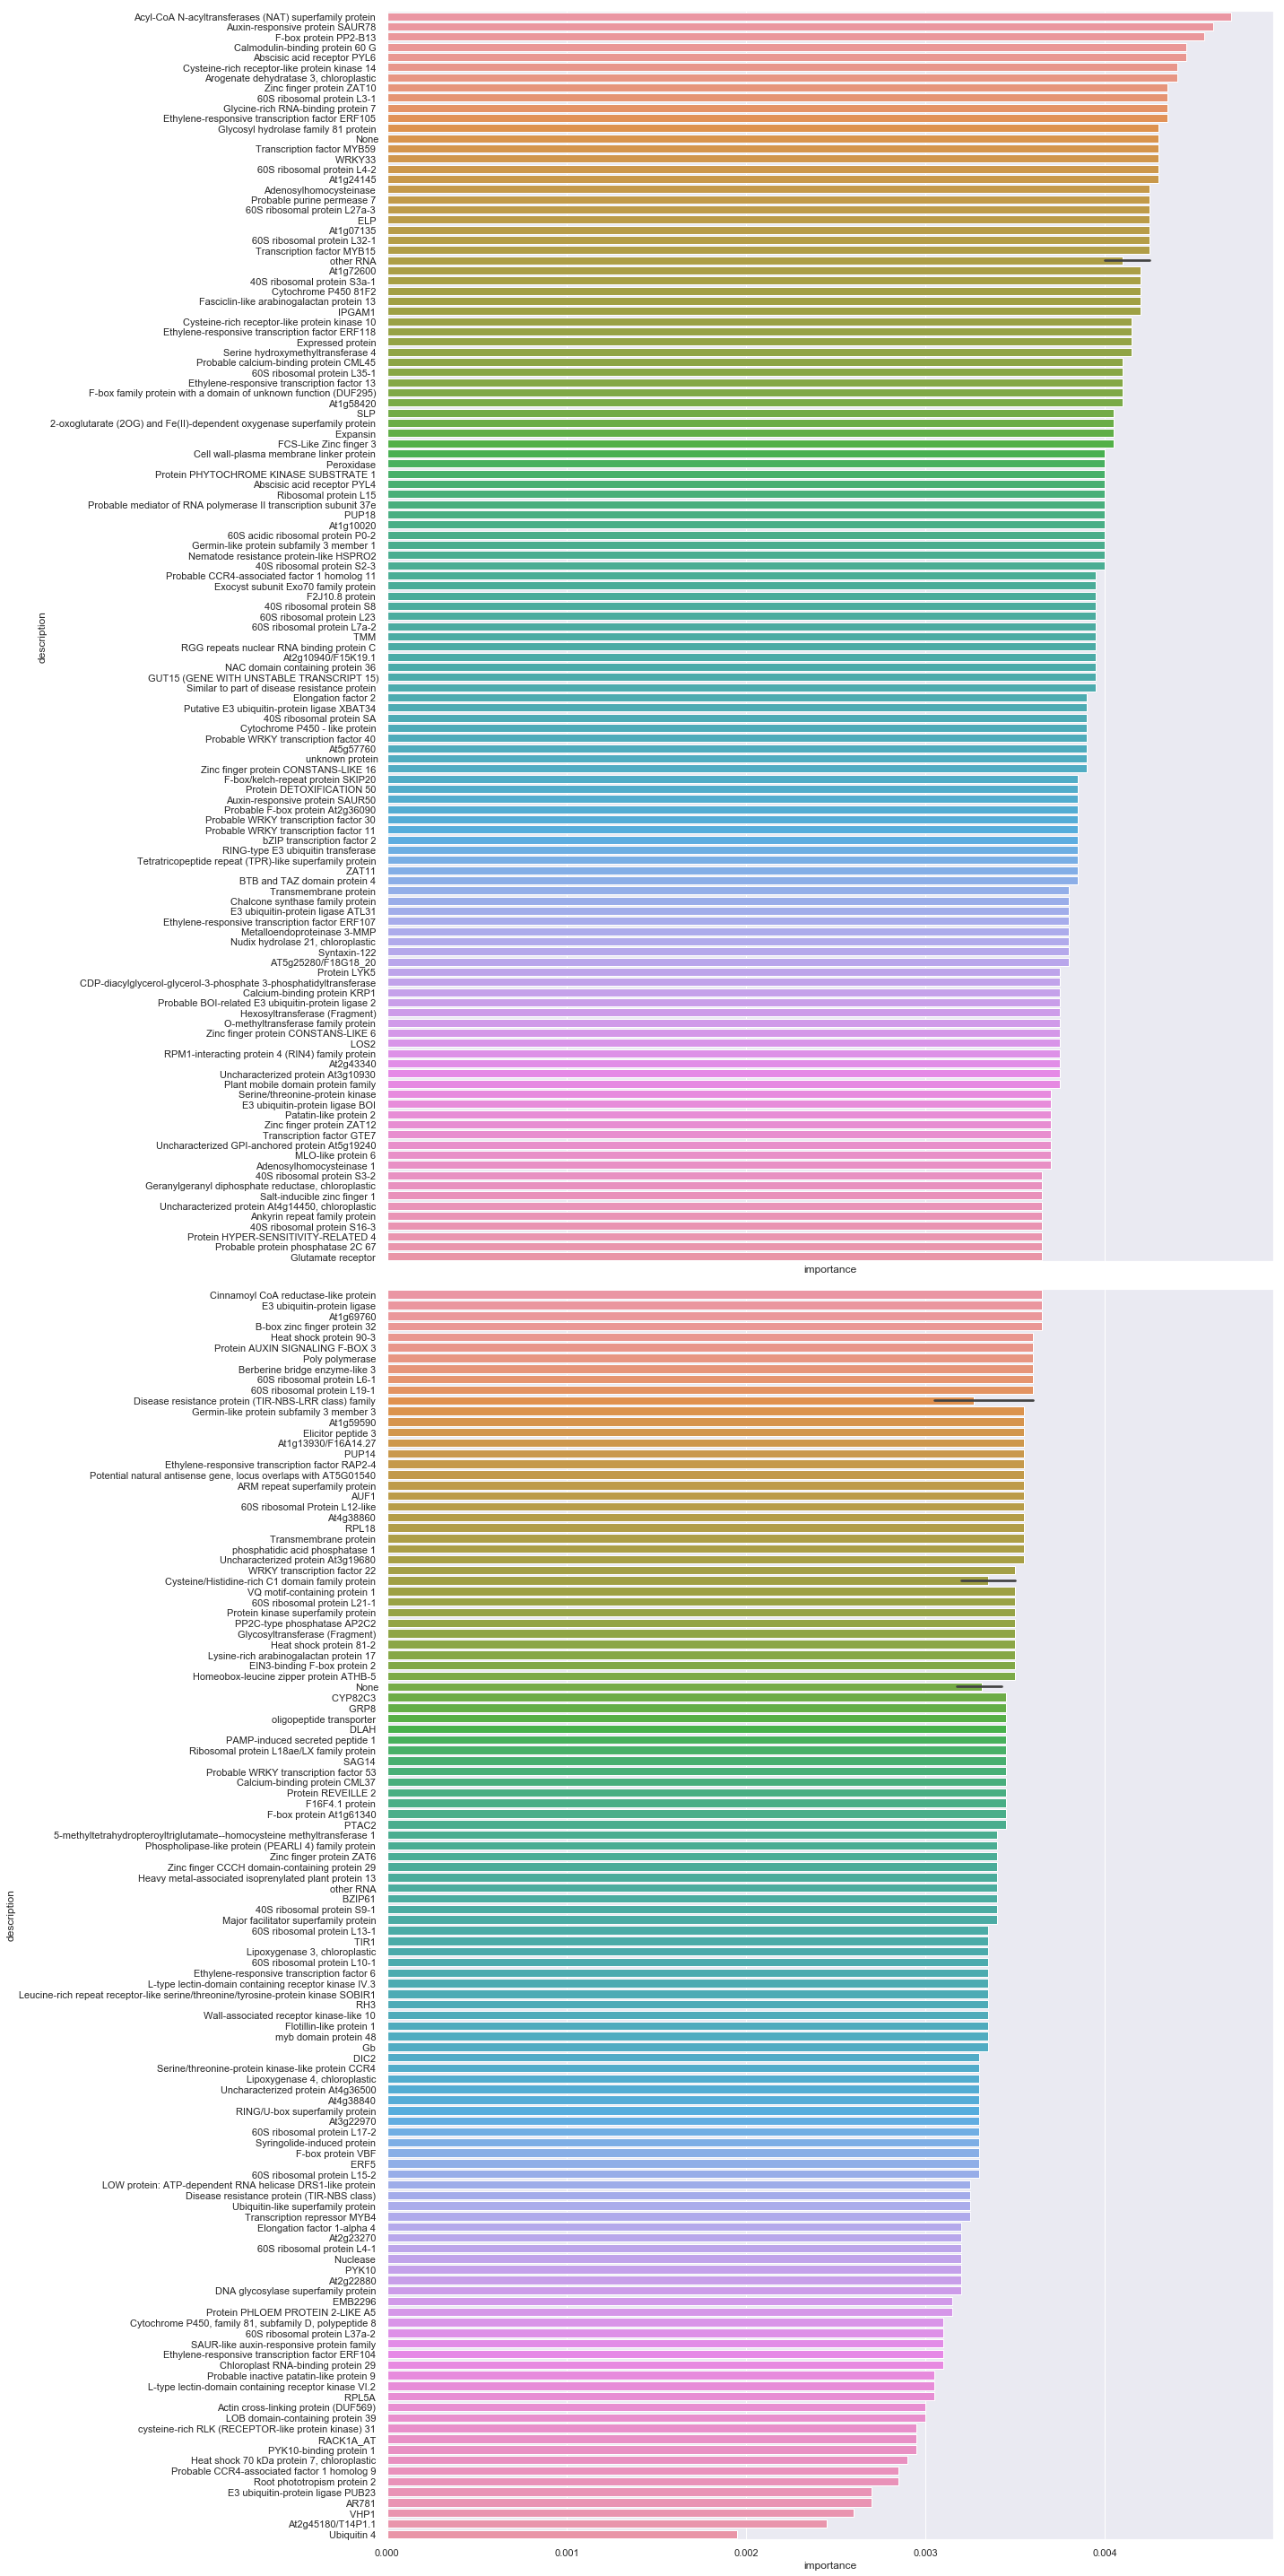 Acyl-CoA N-acyltransferases (NAT) superfamily protein
Auxin-responsive protein SAUR78
F-box protein PP2-B13
Calmodulin-binding protein 60 G
Abscisic acid receptor PYL6
Cysteine-rich receptor-like protein kinase 14
Arogenate dehydratase 3, chloroplastic
Zinc finger protein ZAT10
60S ribosomal protein L3-1
Glycine-rich RNA-binding protein 7
Ethylene-responsive transcription factor ERF105
Glycosyl hydrolase family 81 protein
None
Transcription factor MYB59
WRKY33
60S ribosomal protein L4-2
At1g24145
Adenosylhomocysteinase
Probable purine permease 7
60S ribosomal protein L27a-3
ELP
At1g07135
60S ribosomal protein L32-1
Transcription factor MYB15
other RNA
At1g72600
40S ribosomal protein S3a-1
Cytochrome P450 81F2
Fasciclin-like arabinogalactan protein 13
IPGAM1
Cysteine-rich receptor-like protein kinase 10
Ethylene-responsive transcription factor ERF118
Expressed protein
Serine hydroxymethyltransferase 4
Probable calcium-binding protein CML45
60S ribosomal protein L35-1
Ethylene-responsive transcription factor 13
F-box family protein with a domain of unknown function (DUF295)
At1g58420
SLP
2-oxoglutarate (2OG) and Fe(II)-dependent oxygenase superfamily protein
Expansin
FCS-Like Zinc finger 3
Cell wall-plasma membrane linker protein
Peroxidase
Protein PHYTOCHROME KINASE SUBSTRATE 1
Abscisic acid receptor PYL4
Ribosomal protein L15
Probable mediator of RNA polymerase II transcription subunit 37e
PUP18
At1g10020
60S acidic ribosomal protein P0-2
Germin-like protein subfamily 3 member 1
Nematode resistance protein-like HSPRO2
40S ribosomal protein S2-3
Probable CCR4-associated factor 1 homolog 11
Exocyst subunit Exo70 family protein
F2J10.8 protein
40S ribosomal protein S8
60S ribosomal protein L23
60S ribosomal protein L7a-2
TMM
RGG repeats nuclear RNA binding protein C
At2g10940/F15K19.1
NAC domain containing protein 36
GUT15 (GENE WITH UNSTABLE TRANSCRIPT 15)
Similar to part of disease resistance protein
Elongation factor 2
Putative E3 ubiquitin-protein ligase XBAT34
40S ribosomal protein SA
Cytochrome P450 - like protein
Probable WRKY transcription factor 40
At5g57760
unknown protein
Zinc finger protein CONSTANS-LIKE 16
F-box/kelch-repeat protein SKIP20
Protein DETOXIFICATION 50
Auxin-responsive protein SAUR50
Probable F-box protein At2g36090
Probable WRKY transcription factor 30
Probable WRKY transcription factor 11
bZIP transcription factor 2
RING-type E3 ubiquitin transferase
Tetratricopeptide repeat (TPR)-like superfamily protein
ZAT11
BTB and TAZ domain protein 4
Transmembrane protein
Chalcone synthase family protein
E3 ubiquitin-protein ligase ATL31
Ethylene-responsive transcription factor ERF107
Metalloendoproteinase 3-MMP
Nudix hydrolase 21, chloroplastic
Syntaxin-122
AT5g25280/F18G18_20
Protein LYK5
CDP-diacylglycerol-glycerol-3-phosphate 3-phosphatidyltransferase
Calcium-binding protein KRP1
Probable BOI-related E3 ubiquitin-protein ligase 2
Hexosyltransferase (Fragment)
O-methyltransferase family protein
Zinc finger protein CONSTANS-LIKE 6
LOS2
RPM1-interacting protein 4 (RIN4) family protein
At2g43340
Uncharacterized protein At3g10930
Plant mobile domain protein family
Serine/threonine-protein kinase
E3 ubiquitin-protein ligase BOI
Patatin-like protein 2
Zinc finger protein ZAT12
Transcription factor GTE7
Uncharacterized GPI-anchored protein At5g19240
MLO-like protein 6
Adenosylhomocysteinase 1
40S ribosomal protein S3-2
Geranylgeranyl diphosphate reductase, chloroplastic
Salt-inducible zinc finger 1
Uncharacterized protein At4g14450, chloroplastic
Ankyrin repeat family protein
40S ribosomal protein S16-3
Protein HYPER-SENSITIVITY-RELATED 4
Probable protein phosphatase 2C 67
Glutamate receptor
description
importance
Cinnamoyl CoA reductase-like protein
E3 ubiquitin-protein ligase
At1g69760
B-box zinc finger protein 32
Heat shock protein 90-3
Protein AUXIN SIGNALING F-BOX 3
Poly polymerase
Berberine bridge enzyme-like 3
60S ribosomal protein L6-1
60S ribosomal protein L19-1
Disease resistance protein (TIR-NBS-LRR class) family
Germin-like protein subfamily 3 member 3
At1g59590
Elicitor peptide 3
At1g13930/F16A14.27
PUP14
Ethylene-responsive transcription factor RAP2-4
Potential natural antisense gene, locus overlaps with AT5G01540
ARM repeat superfamily protein
AUF1
60S ribosomal Protein L12-like
At4g38860
RPL18
Transmembrane protein
phosphatidic acid phosphatase 1
Uncharacterized protein At3g19680
WRKY transcription factor 22
Cysteine/Histidine-rich C1 domain family protein
VQ motif-containing protein 1
60S ribosomal protein L21-1
Protein kinase superfamily protein
PP2C-type phosphatase AP2C2
Glycosyltransferase (Fragment)
Heat shock protein 81-2
Lysine-rich arabinogalactan protein 17
EIN3-binding F-box protein 2
Homeobox-leucine zipper protein ATHB-5
None
CYP82C3
GRP8
oligopeptide transporter
DLAH
PAMP-induced secreted peptide 1
Ribosomal protein L18ae/LX family protein
SAG14
Probable WRKY transcription factor 53
Calcium-binding protein CML37
Protein REVEILLE 2
F16F4.1 protein
F-box protein At1g61340
PTAC2
5-methyltetrahydropteroyltriglutamate--homocysteine methyltransferase 1
Phospholipase-like protein (PEARLI 4) family protein
Zinc finger protein ZAT6
Zinc finger CCCH domain-containing protein 29
Heavy metal-associated isoprenylated plant protein 13
other RNA
BZIP61
40S ribosomal protein S9-1
Major facilitator superfamily protein
60S ribosomal protein L13-1
TIR1
Lipoxygenase 3, chloroplastic
60S ribosomal protein L10-1
Ethylene-responsive transcription factor 6
L-type lectin-domain containing receptor kinase IV.3
Leucine-rich repeat receptor-like serine/threonine/tyrosine-protein kinase SOBIR1
RH3
Wall-associated receptor kinase-like 10
Flotillin-like protein 1
myb domain protein 48
Gb
DIC2
Serine/threonine-protein kinase-like protein CCR4
Lipoxygenase 4, chloroplastic
Uncharacterized protein At4g36500
At4g38840
RING/U-box superfamily protein
At3g22970
60S ribosomal protein L17-2
Syringolide-induced protein
F-box protein VBF
ERF5
60S ribosomal protein L15-2
LOW protein: ATP-dependent RNA helicase DRS1-like protein
Disease resistance protein (TIR-NBS class)
Ubiquitin-like superfamily protein
Transcription repressor MYB4
Elongation factor 1-alpha 4
At2g23270
60S ribosomal protein L4-1
Nuclease
PYK10
At2g22880
DNA glycosylase superfamily protein
EMB2296
Protein PHLOEM PROTEIN 2-LIKE A5
Cytochrome P450, family 81, subfamily D, polypeptide 8
60S ribosomal protein L37a-2
SAUR-like auxin-responsive protein family
Ethylene-responsive transcription factor ERF104
Chloroplast RNA-binding protein 29
Probable inactive patatin-like protein 9
L-type lectin-domain containing receptor kinase VI.2
RPL5A
Actin cross-linking protein (DUF569)
LOB domain-containing protein 39
cysteine-rich RLK (RECEPTOR-like protein kinase) 31
RACK1A_AT
PYK10-binding protein 1
Heat shock 70 kDa protein 7, chloroplastic
Probable CCR4-associated factor 1 homolog 9
Root phototropism protein 2
E3 ubiquitin-protein ligase PUB23
AR781
VHP1
At2g45180/T14P1.1
Ubiquitin 4
description
0.000 0.001 0.002 0.003 0.004
importance